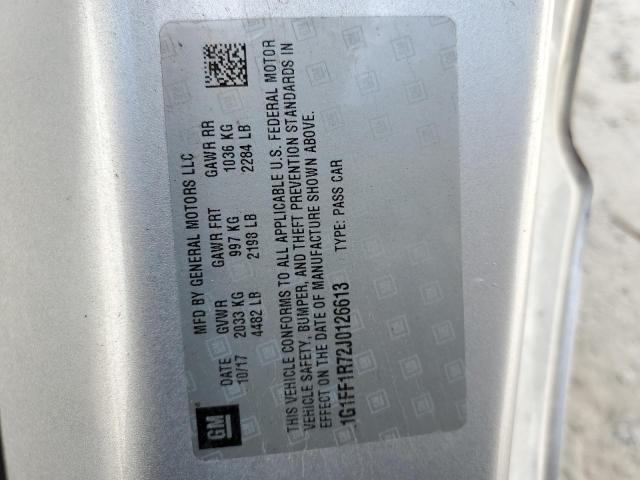 GM
MFD BY GENERAL MOTORS LLC
DATE GVWR GAWR FRT GAWR RR
10/17 2033 KG 997 KG 1036 KG
4482 LB 2198 LB 2284 LB
THIS VEHICLE CONFORMS TO ALL APPLICABLE U.S. FEDERAL MOTOR
VEHICLE SAFETY, BUMPER, AND THEFT PREVENTION STANDARDS IN
EFFECT ON THE DATE OF MANUFACTURE SHOWN ABOVE.
1G1FF1R72J0126613 TYPE: PASS CAR